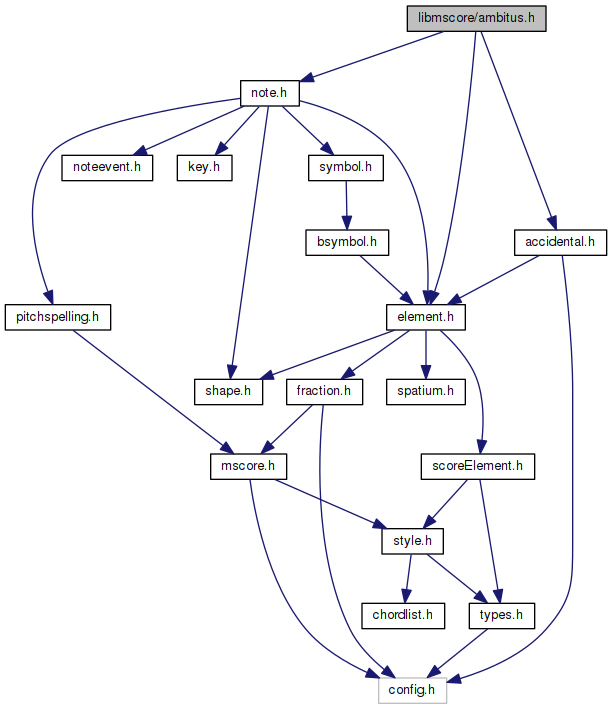 libmscore/ambitus.h
note.h
noteevent.h
key.h
symbol.h
bsymbol.h
accidental.h
pitchspelling.h
element.h
shape.h
fraction.h
spatium.h
mscore.h
scoreElement.h
style.h
chordlist.h
types.h
config.h